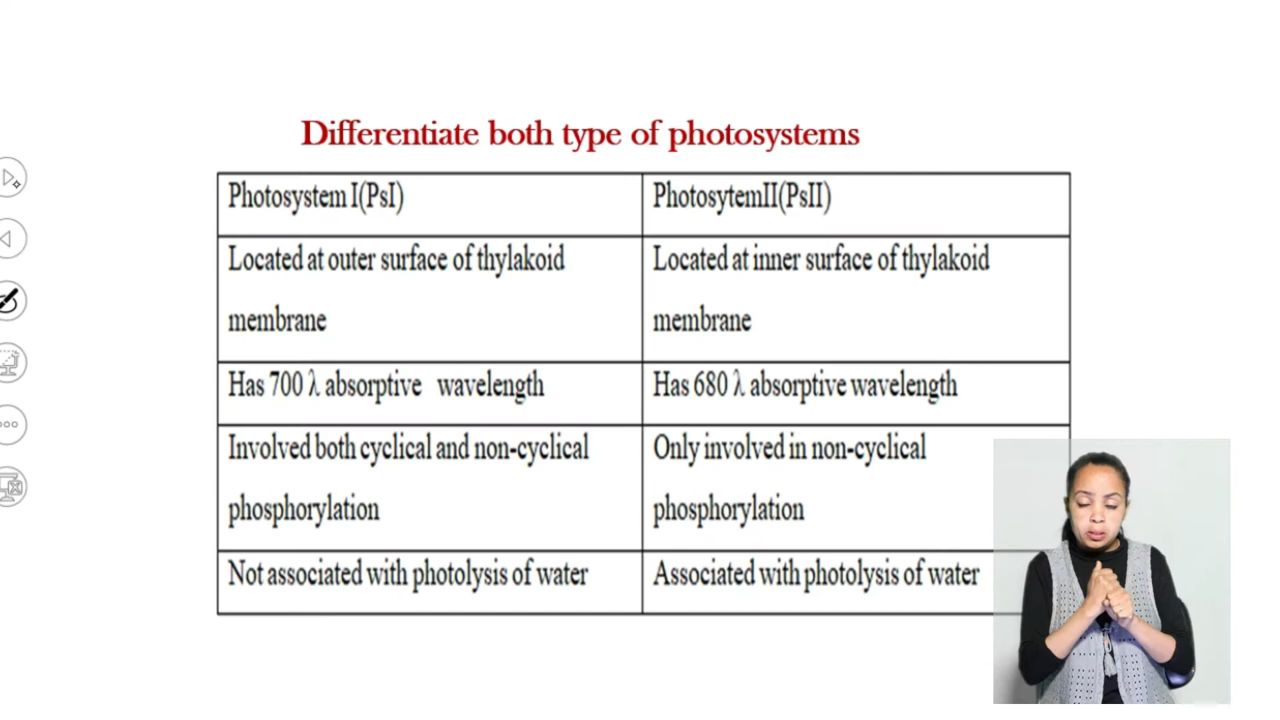 Differentiate both type of photosystems
Photosystem I(PsI)
PhotosytemII(PsII)
Located at outer surface of thylakoid
membrane
Located at inner surface of thylakoid
membrane
Has 700 λ absorptive wavelength
Has 680 λ absorptive wavelength
Involved both cyclical and non-cyclical
phosphorylation
Only involved in non-cyclical
phosphorylation
Not associated with photolysis of water
Associated with photolysis of water